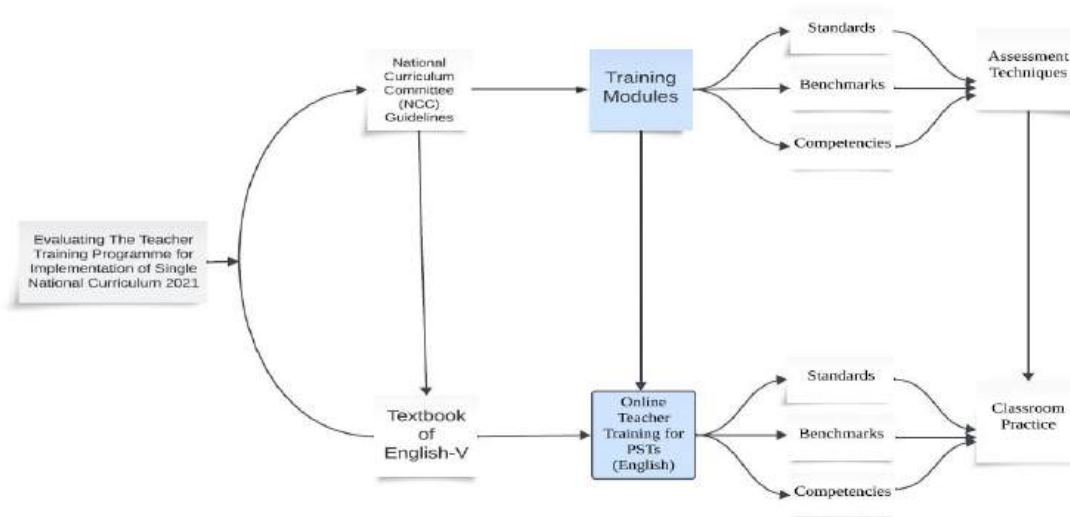 Evaluating The Teacher
Training Programme for
Implementation of Single
National Curriculum 2021
National
Curriculum
Committee
(NCC)
Guidelines
Training
Modules
Standards
Benchmarks
Competencies
Assessment
Techniques
Textbook
of
English-V
Online
Teacher
Training for
PSTs
(English)
Standards
Benchmarks
Competencies
Classroom
Practice